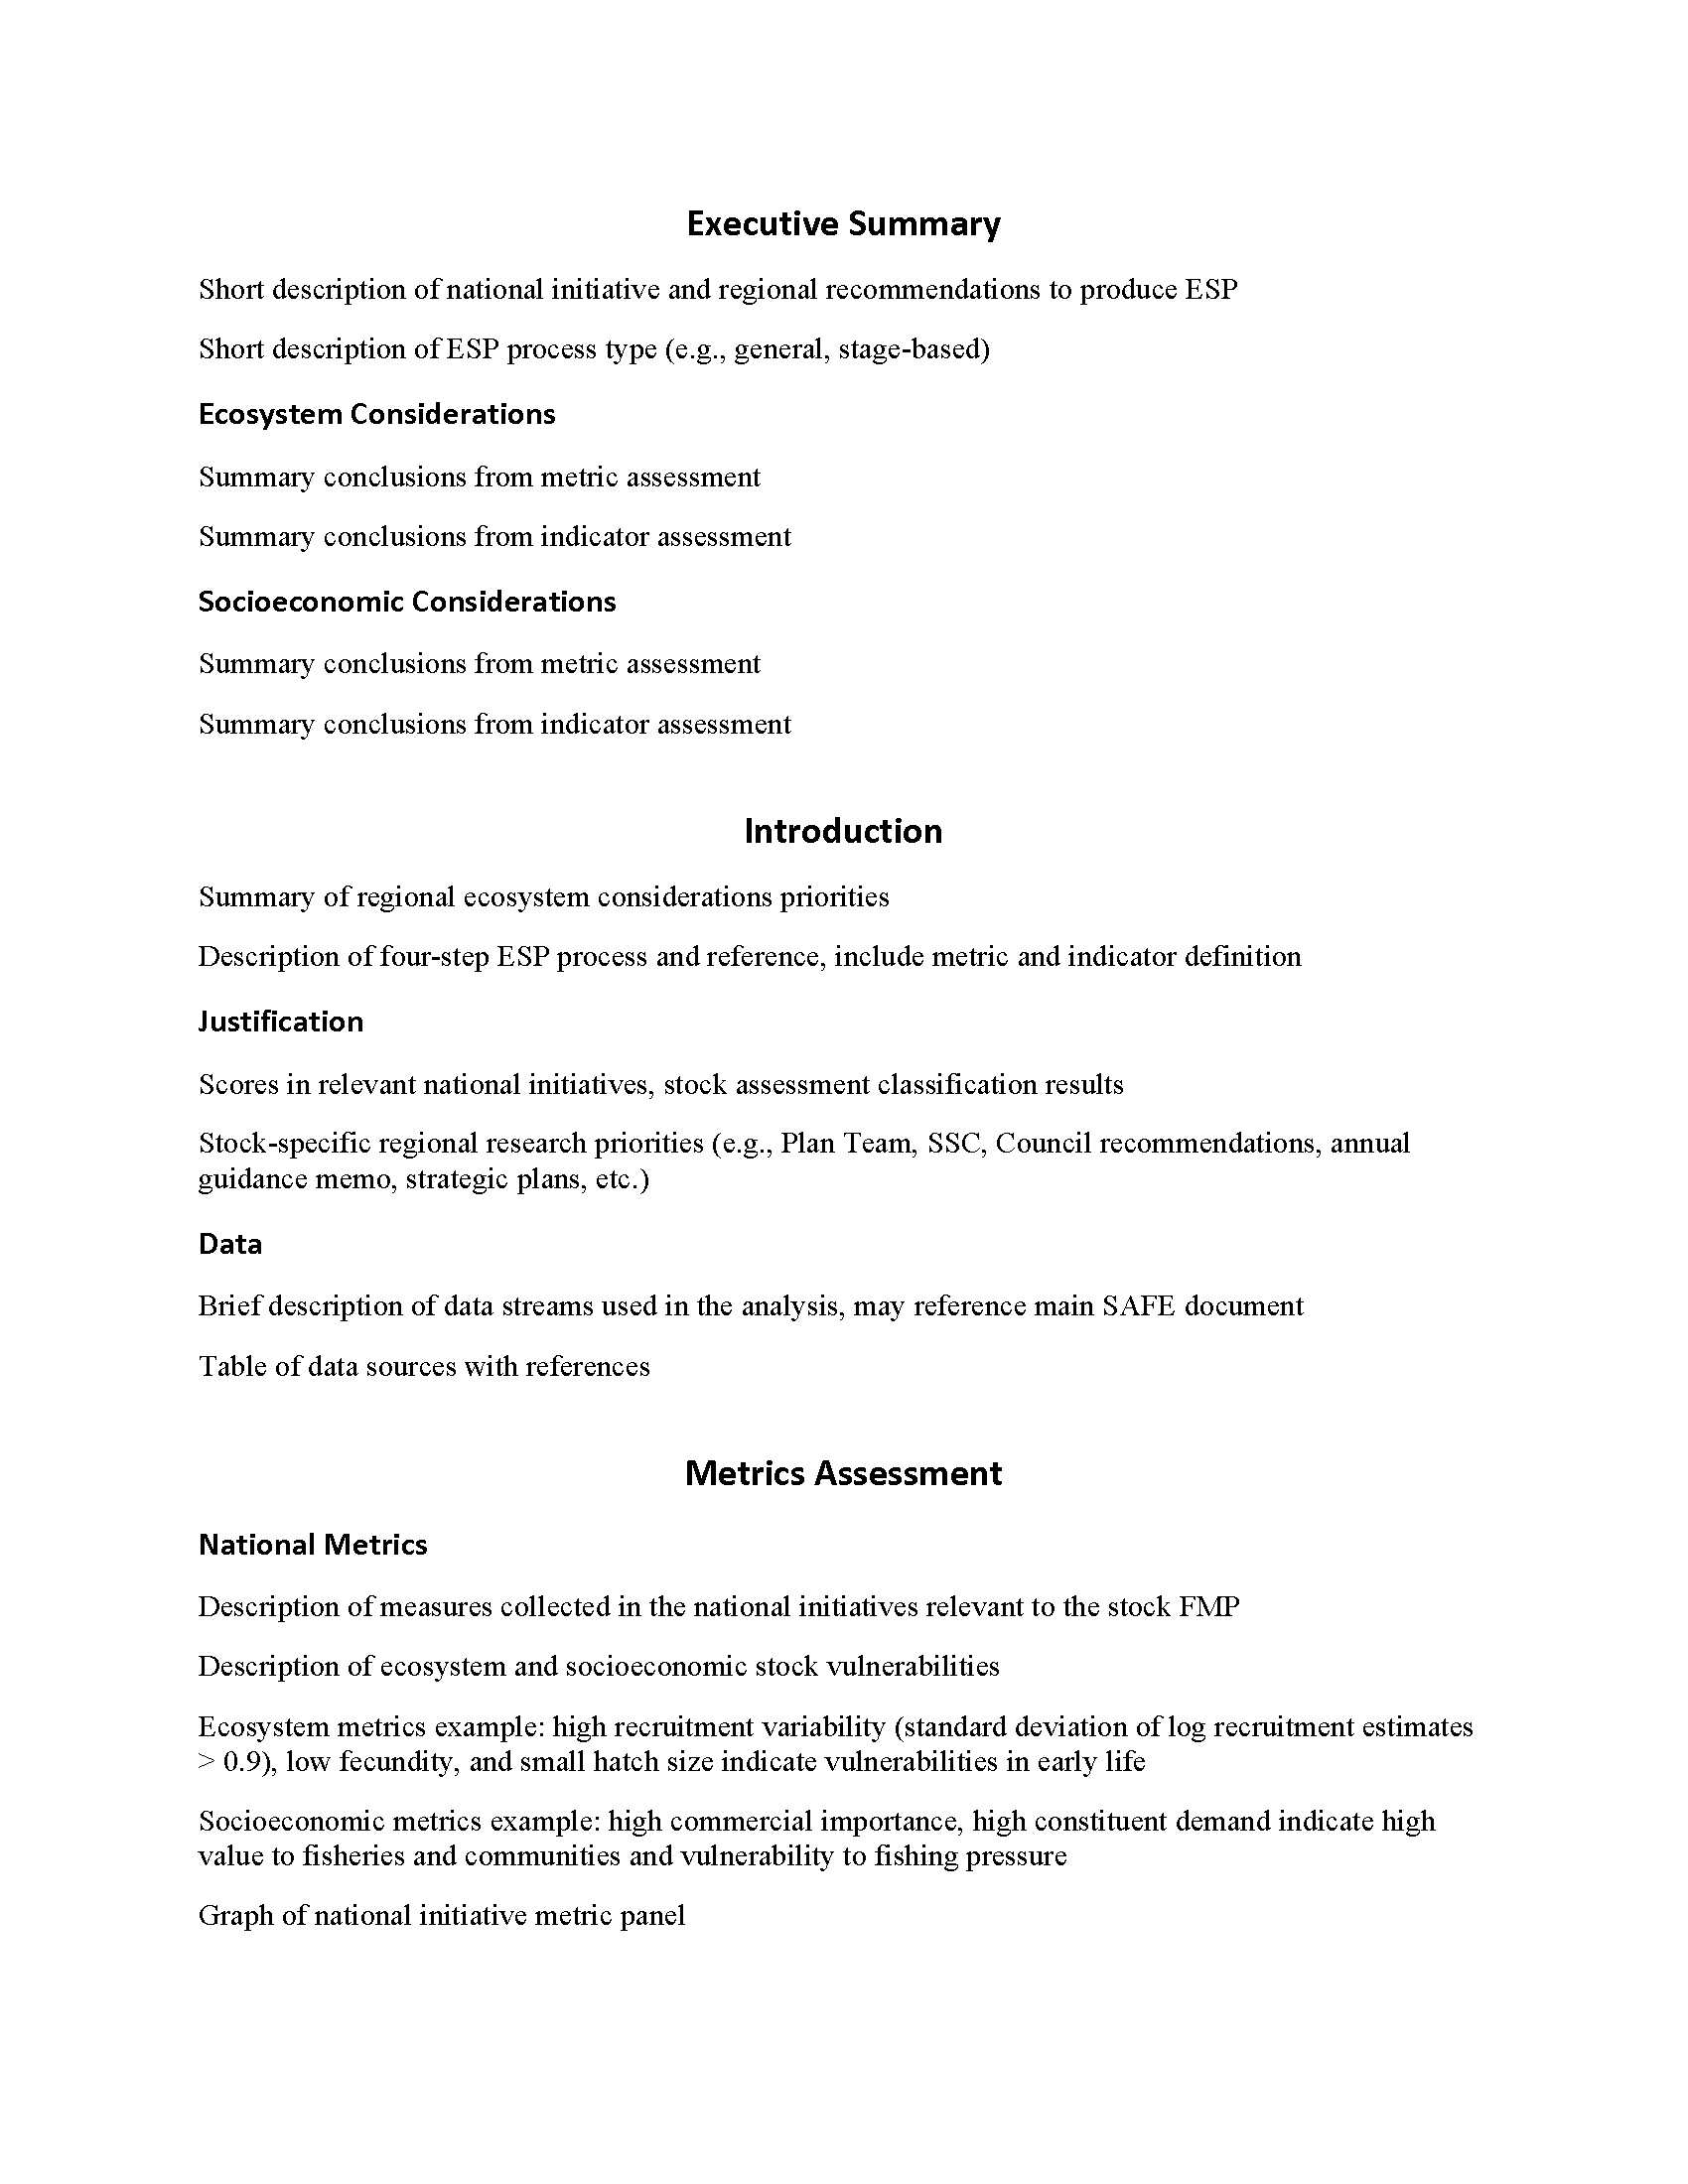 Executive Summary
Short description of national initiative and regional recommendations to produce ESP
Short description of ESP process type (e.g., general, stage-based)
Ecosystem Considerations
Summary conclusions from metric assessment
Summary conclusions from indicator assessment
Socioeconomic Considerations
Summary conclusions from metric assessment
Summary conclusions from indicator assessment
Introduction
Summary of regional ecosystem considerations priorities
Description of four-step ESP process and reference, include metric and indicator definition
Justification
Scores in relevant national initiatives, stock assessment classification results
Stock-specific regional research priorities (e.g., Plan Team, SSC, Council recommendations, annual
guidance memo, strategic plans, etc.)
Data
Brief description of data streams used in the analysis, may reference main SAFE document
Table of data sources with references
Metrics Assessment
National Metrics
Description of measures collected in the national initiatives relevant to the stock FMP
Description of ecosystem and socioeconomic stock vulnerabilities
Ecosystem metrics example: high recruitment variability (standard deviation of log recruitment estimates
> 0.9), low fecundity, and small hatch size indicate vulnerabilities in early life
Socioeconomic metrics example: high commercial importance, high constituent demand indicate high
value to fisheries and communities and vulnerability to fishing pressure
Graph of national initiative metric panel